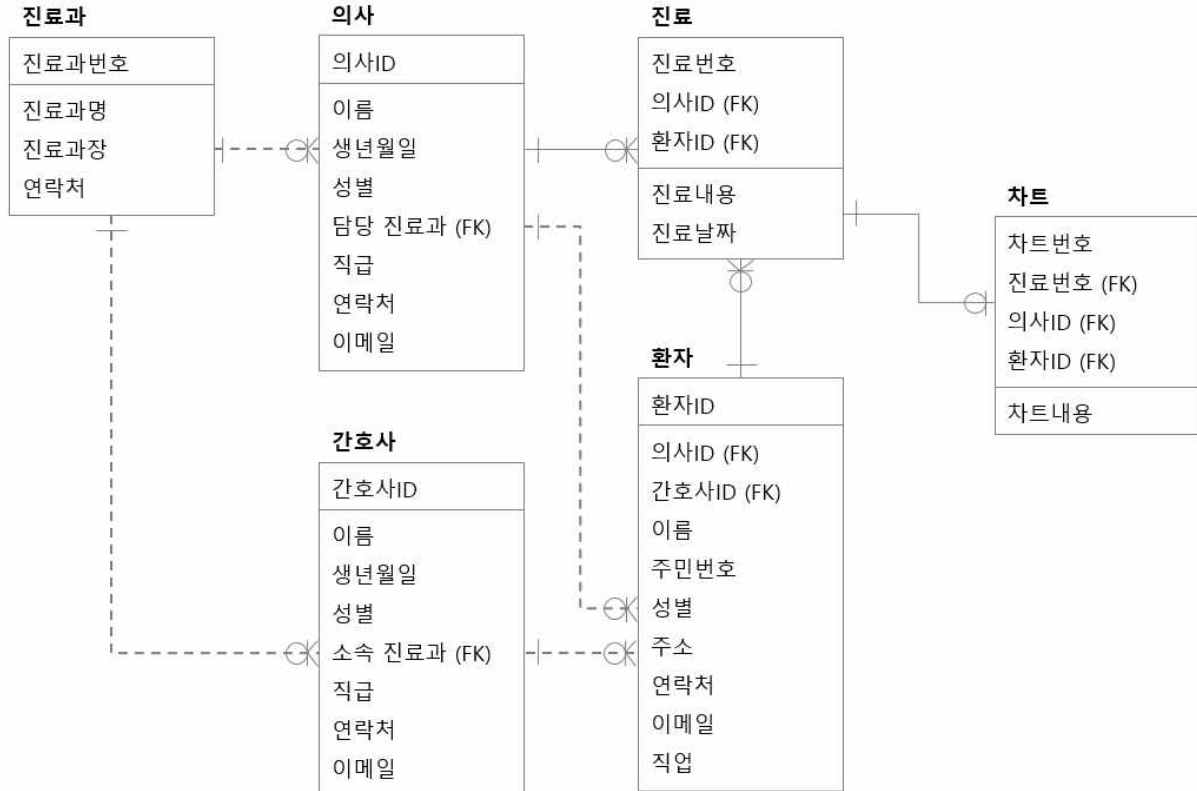 진료과
진료과번호
진료과명
진료과장
연락처
의사
의사ID
이름
생년월일
성별
담당 진료과 (FK)
직급
연락처
이메일
진료
진료번호
의사ID (FK)
환자ID (FK)
진료내용
진료날짜
차트
차트번호
진료번호 (FK)
의사ID (FK)
환자ID (FK)
차트내용
간호사
간호사ID
이름
생년월일
성별
소속 진료과 (FK)
직급
연락처
이메일
환자
환자ID
의사ID (FK)
간호사ID (FK)
이름
주민번호
성별
주소
연락처
이메일
직업